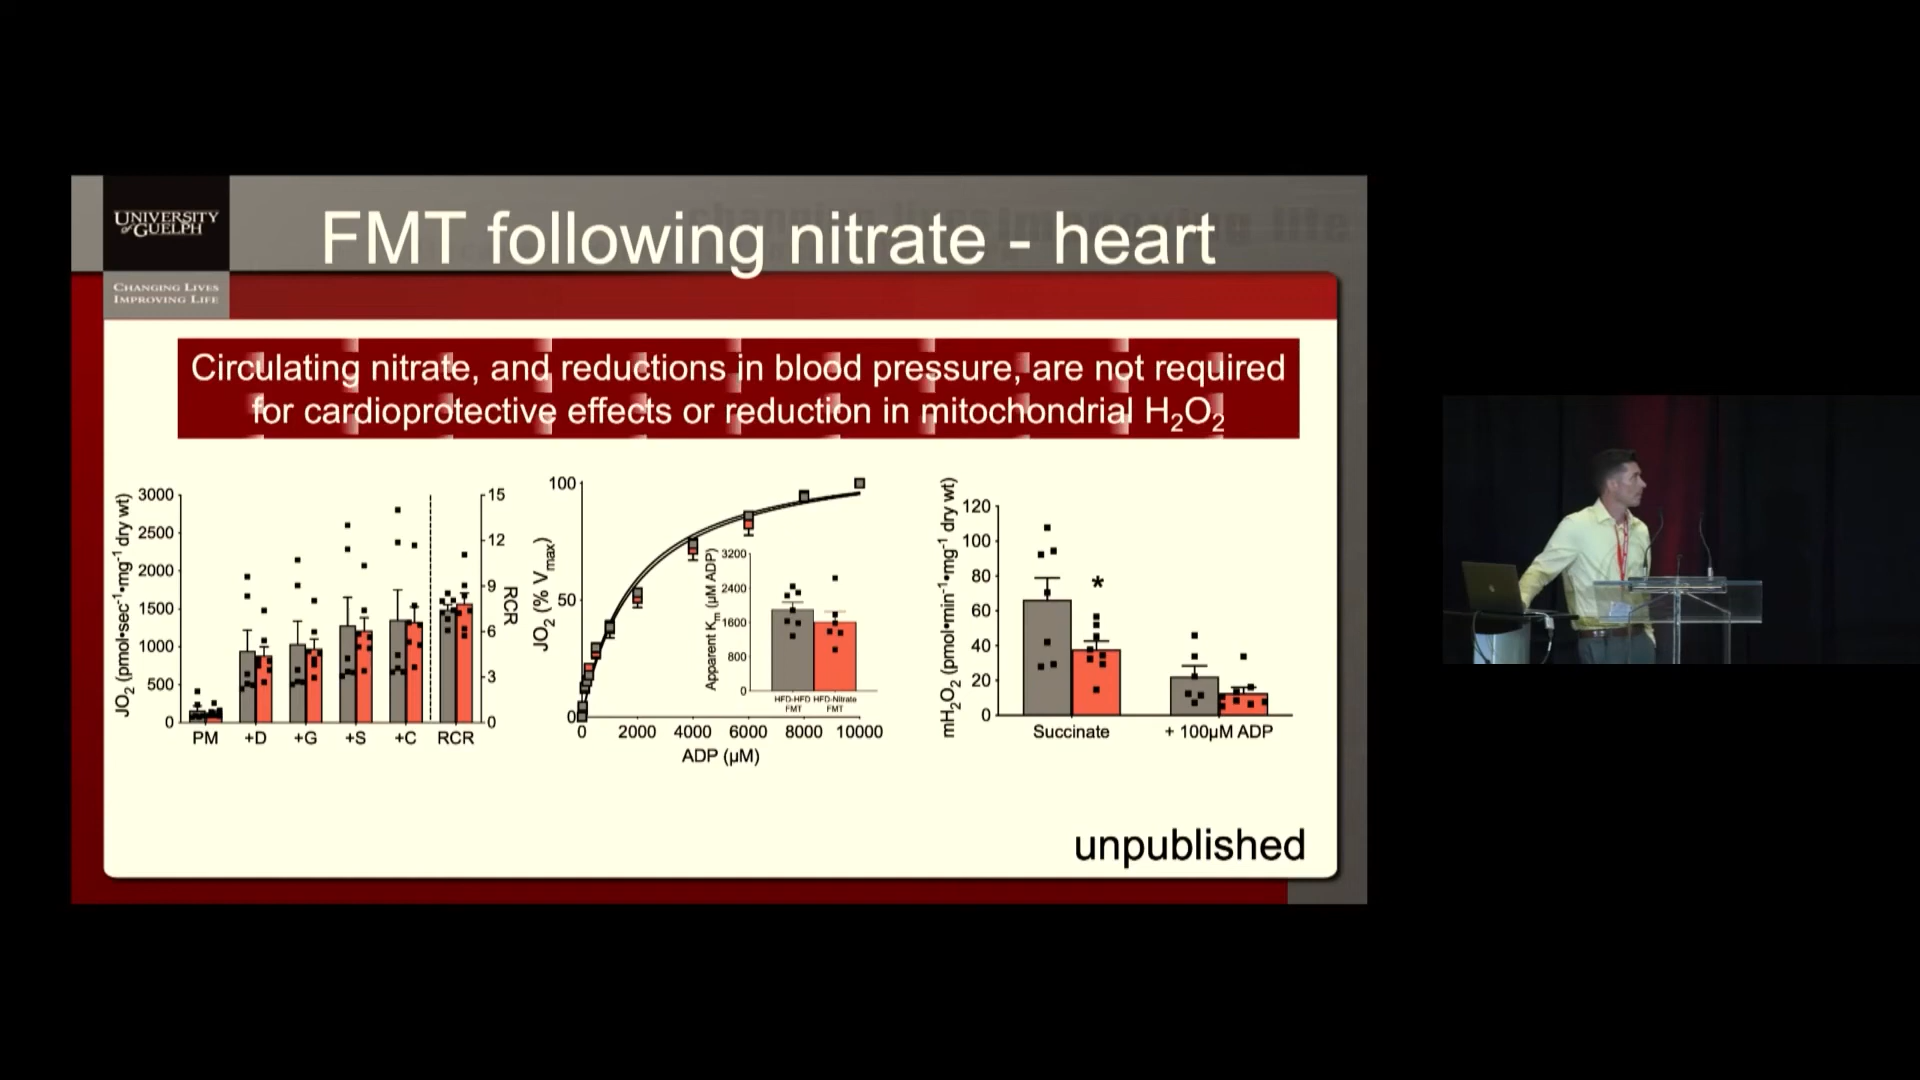 UNIVERSITY
of GUELPH
CHANGING LIVES
IMPROVING LIFE
FMT following nitrate - heart
Circulating nitrate, and reductions in blood pressure, are not required
for cardioprotective effects or reduction in mitochondrial H₂O₂
JO₂ (pmol•sec⁻¹•mg⁻¹ dry wt)
3000
2500
2000
1500
1000
500
0
PM +D +G +S +C RCR
15
12
9
6
3
0
RCR
JO₂ (% Vmax)
100
50
0
0 2000 4000 6000 8000 10000
ADP (µM)
Apparent Km (µM ADP)
3200
2400
1600
800
0
HFD-HFD HFD-Nitrate
FMT FMT
mH₂O₂ (pmol•min⁻¹•mg⁻¹ dry wt)
120
100
80
60
40
20
0
*
Succinate + 100µM ADP
unpublished